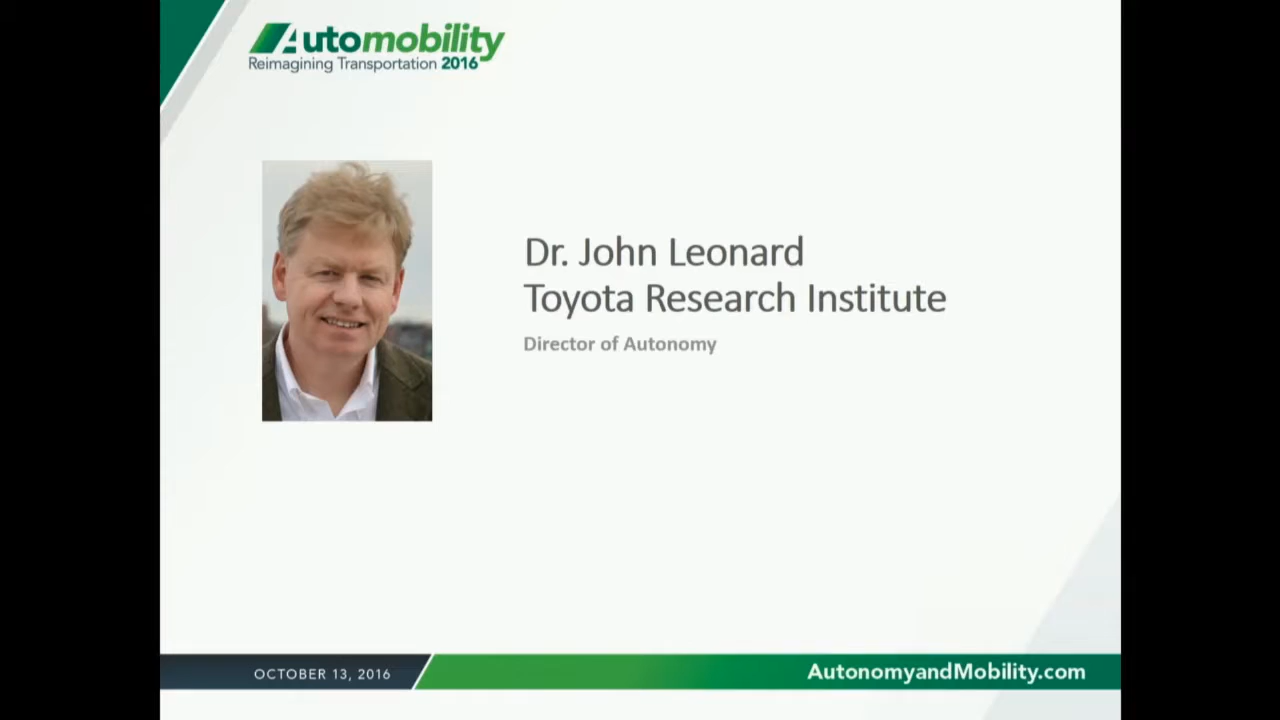 Automobility
Reimagining Transportation 2016
Dr. John Leonard
Toyota Research Institute
Director of Autonomy
OCTOBER 13, 2016
AutonomyandMobility.com